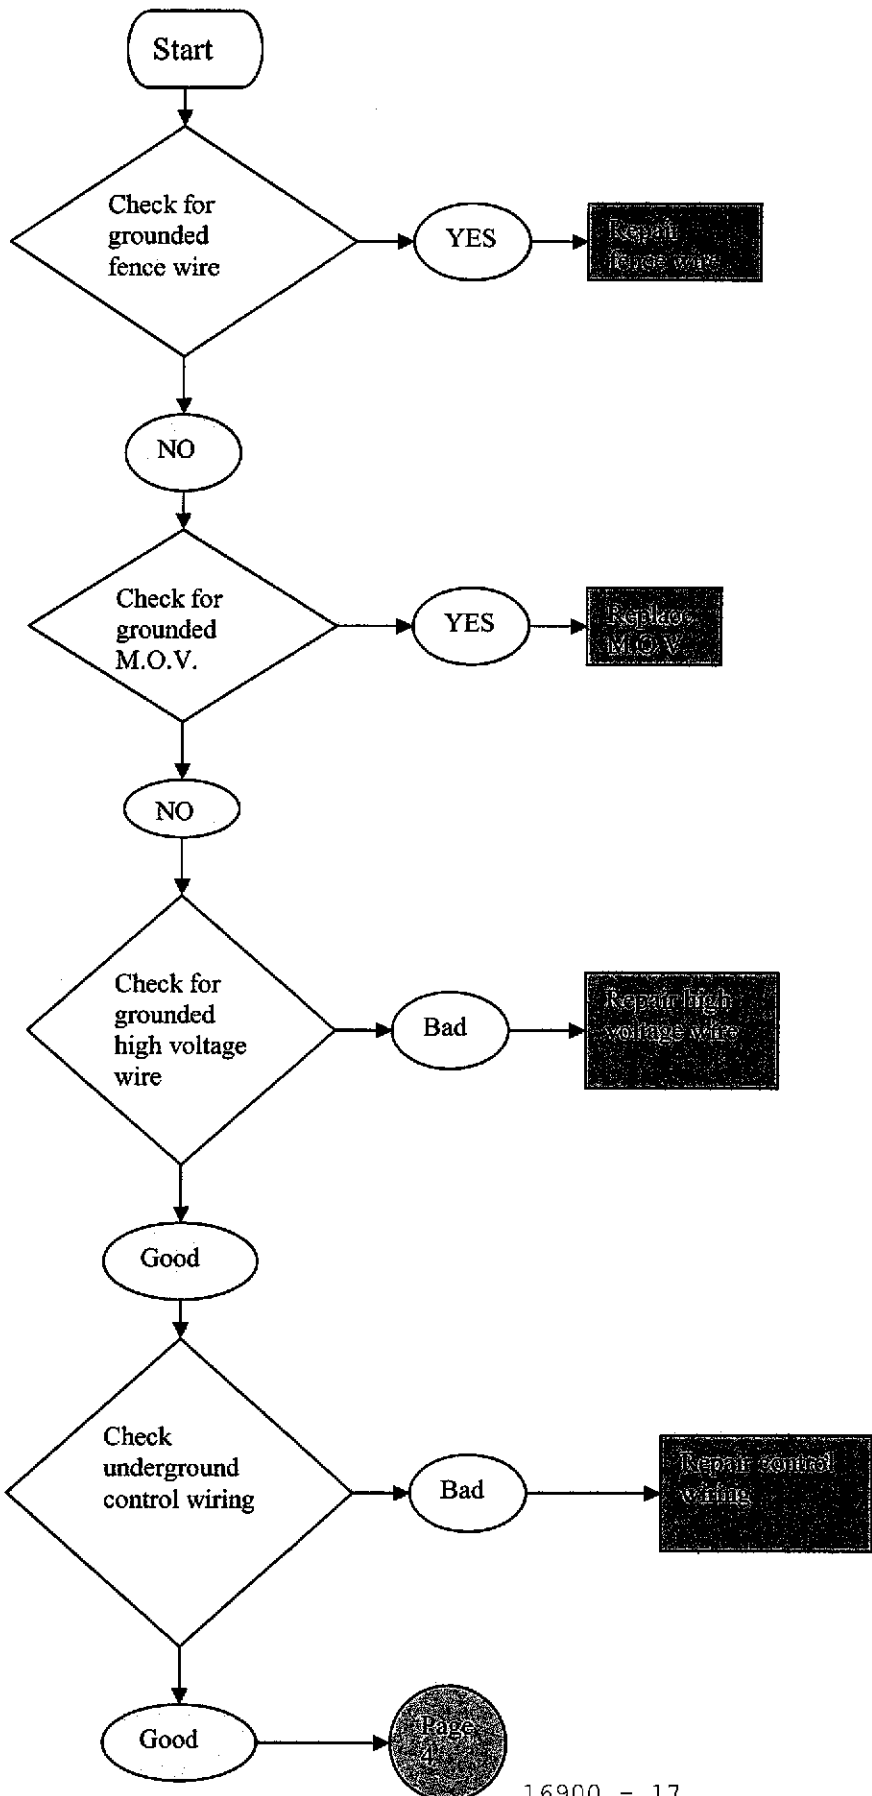 Start
Check for
grounded
fence wire
YES
Repair
fence wire
NO
Check for
grounded
M.O.V.
YES
Replace
M.O.V.
NO
Check for
grounded
high voltage
wire
Bad
Repair high
voltage wire
Good
Check
underground
control wiring
Bad
Repair control
wiring
Good
Page
4
16900 - 17